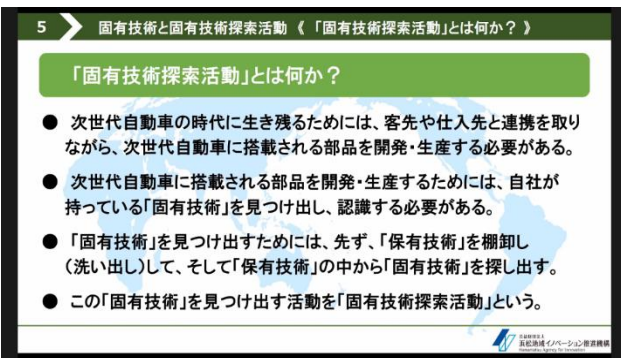 5 固有技術と固有技術探索活動 《 「固有技術探索活動」とは何か？ 》
「固有技術探索活動」とは何か？
● 次世代自動車の時代に生き残るためには、客先や仕入先と連携を取り
ながら、次世代自動車に搭載される部品を開発・生産する必要がある。
● 次世代自動車に搭載される部品を開発・生産するためには、自社が
持っている「固有技術」を見つけ出し、認識する必要がある。
● 「固有技術」を見つけ出すためには、先ず、「保有技術」を棚卸し
（洗い出し）して、そして「保有技術」の中から「固有技術」を探し出す。
● この「固有技術」を見つけ出す活動を「固有技術探索活動」という。
公益財団法人
浜松地域イノベーション推進機構
Hamamatsu Agency for Innovation